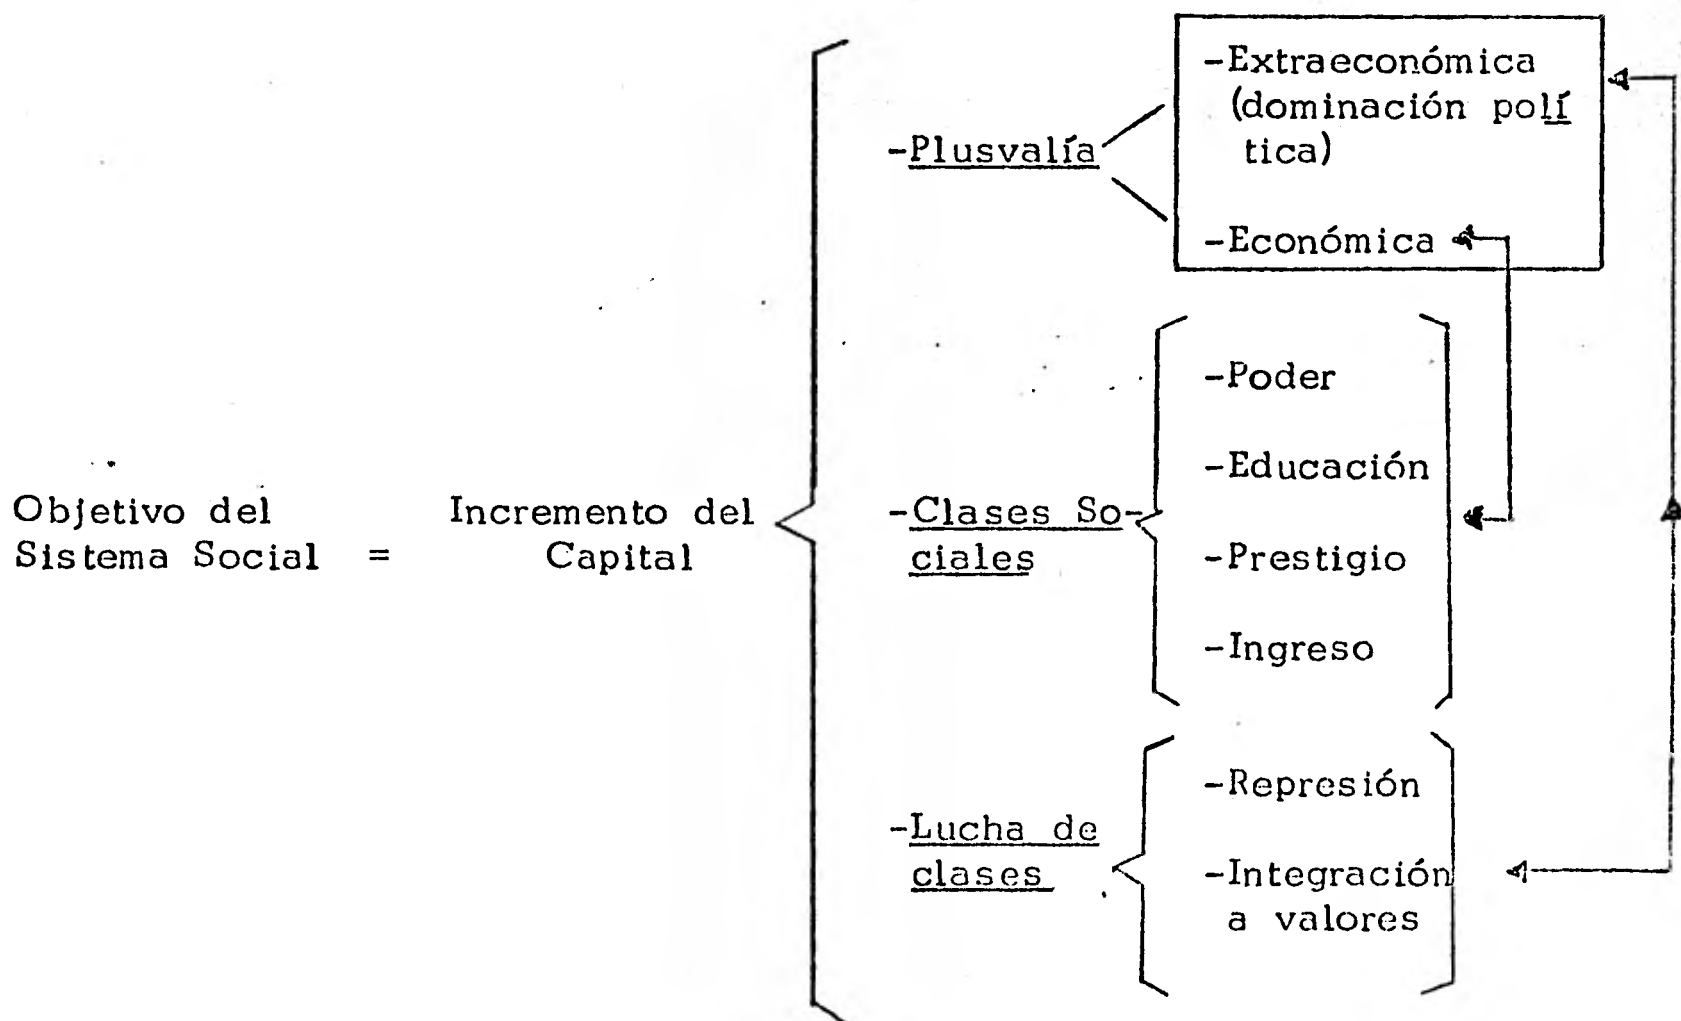 -Extraeconómica
(dominación polí
tica)
-Plusvalía
-Económica
-Poder
-Educación
Objetivo del
Sistema Social =
Incremento del
Capital
-Clases So-
ciales
-Prestigio
-Ingreso
-Represión
-Lucha de
clases
-Integración
a valores